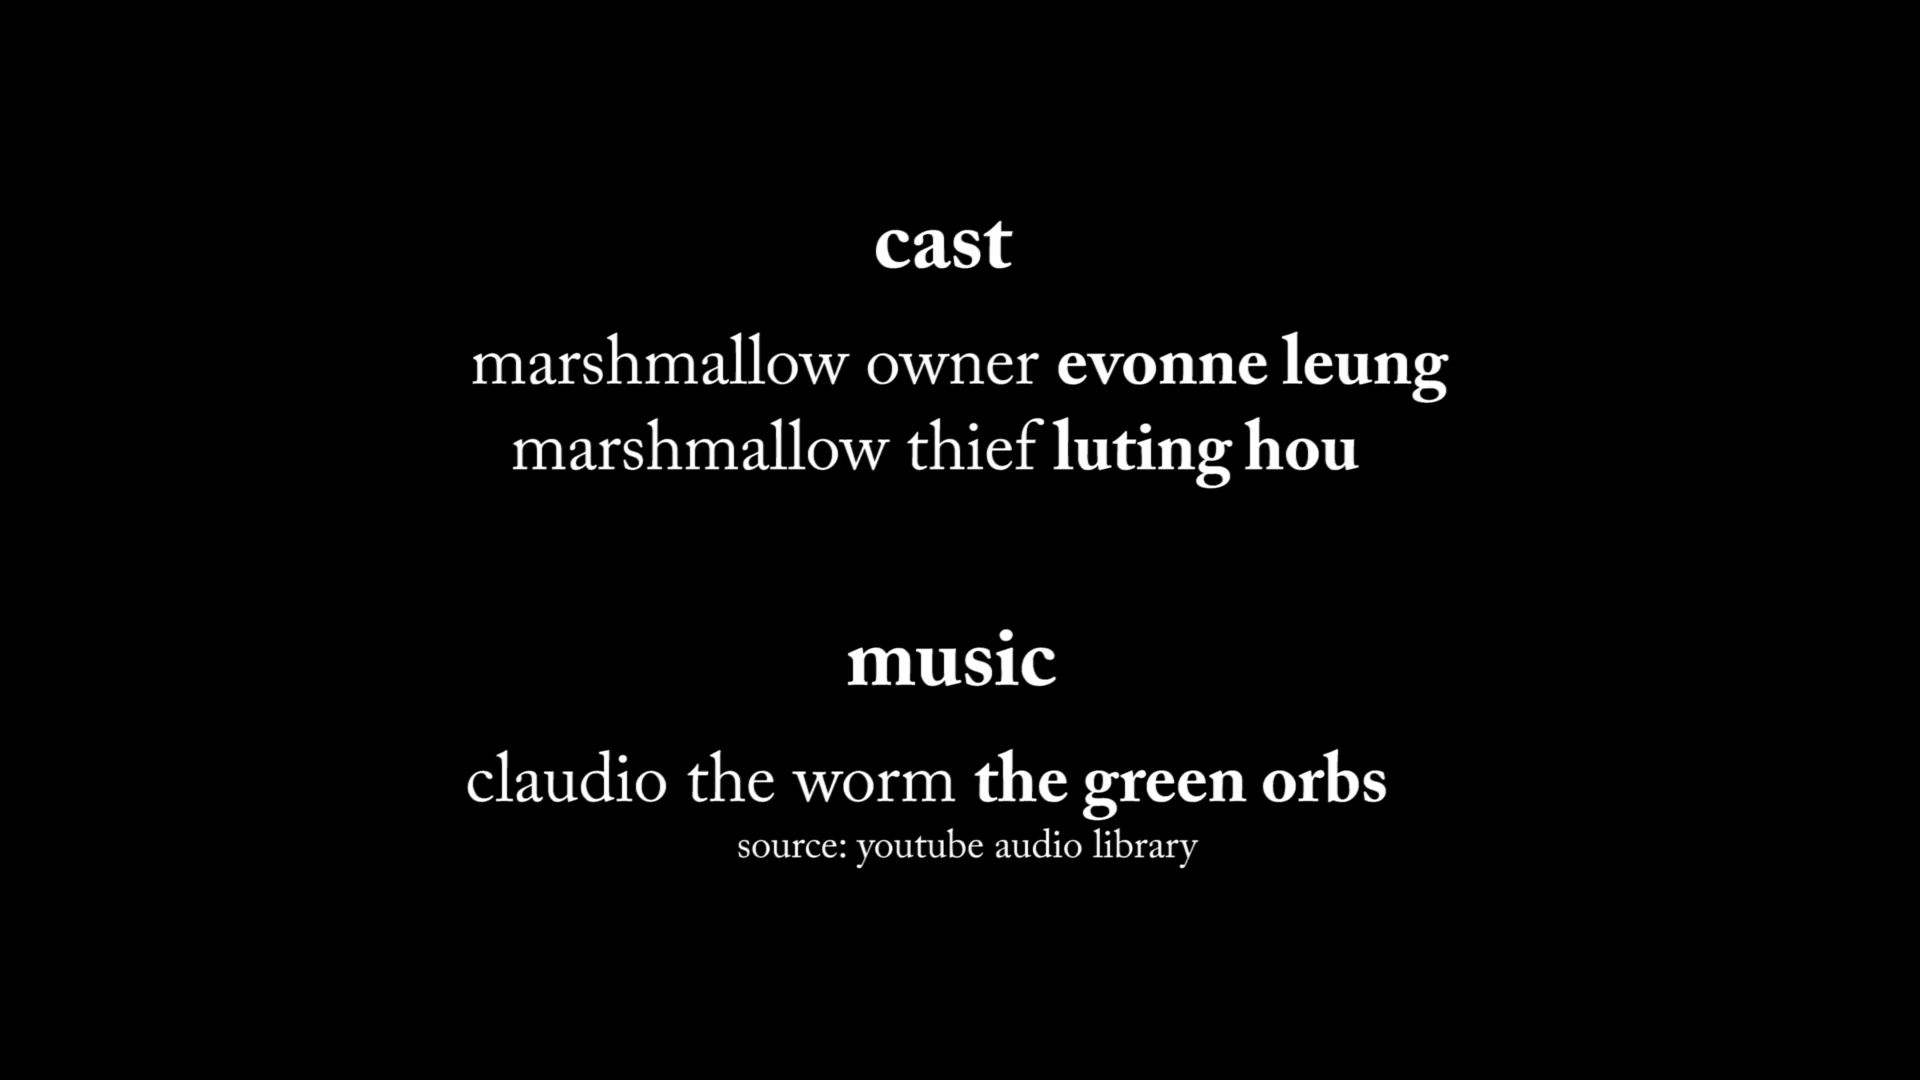 cast
marshmallow owner evonne leung
marshmallow thief luting hou
music
claudio the worm the green orbs
source: youtube audio library